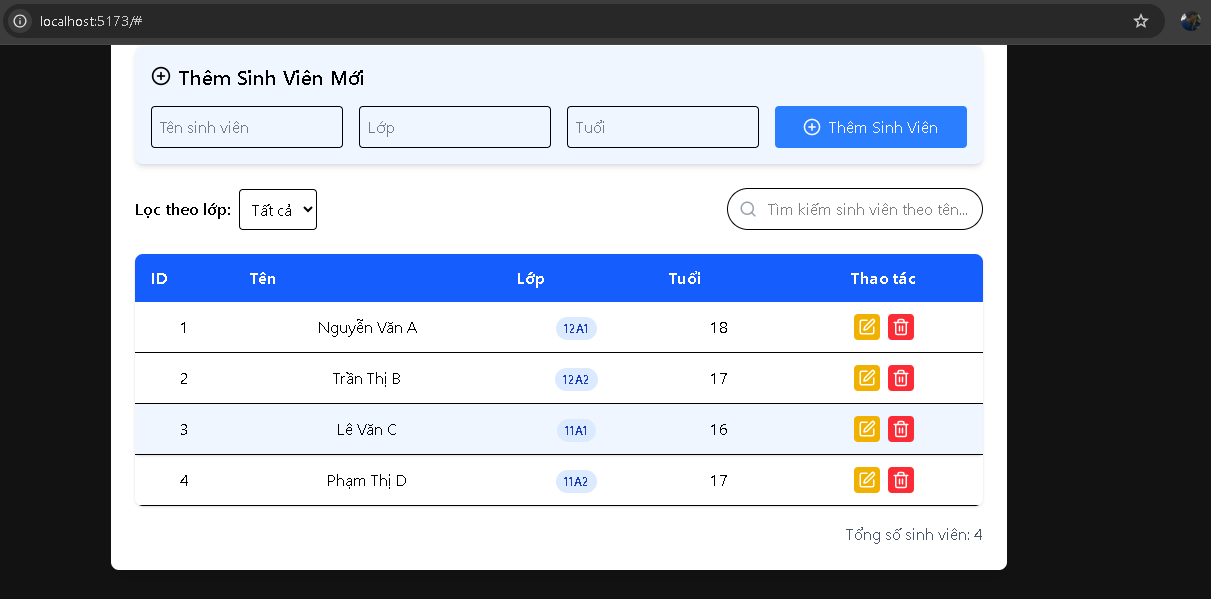 localhost:5173/#
Thêm Sinh Viên Mới
Tên sinh viên Lớp Tuổi Thêm Sinh Viên
Lọc theo lớp: Tất cả Tìm kiếm sinh viên theo tên...
ID Tên Lớp Tuổi Thao tác
1 Nguyễn Văn A 12A1 18
2 Trần Thị B 12A2 17
3 Lê Văn C 11A1 16
4 Phạm Thị D 11A2 17
Tổng số sinh viên: 4